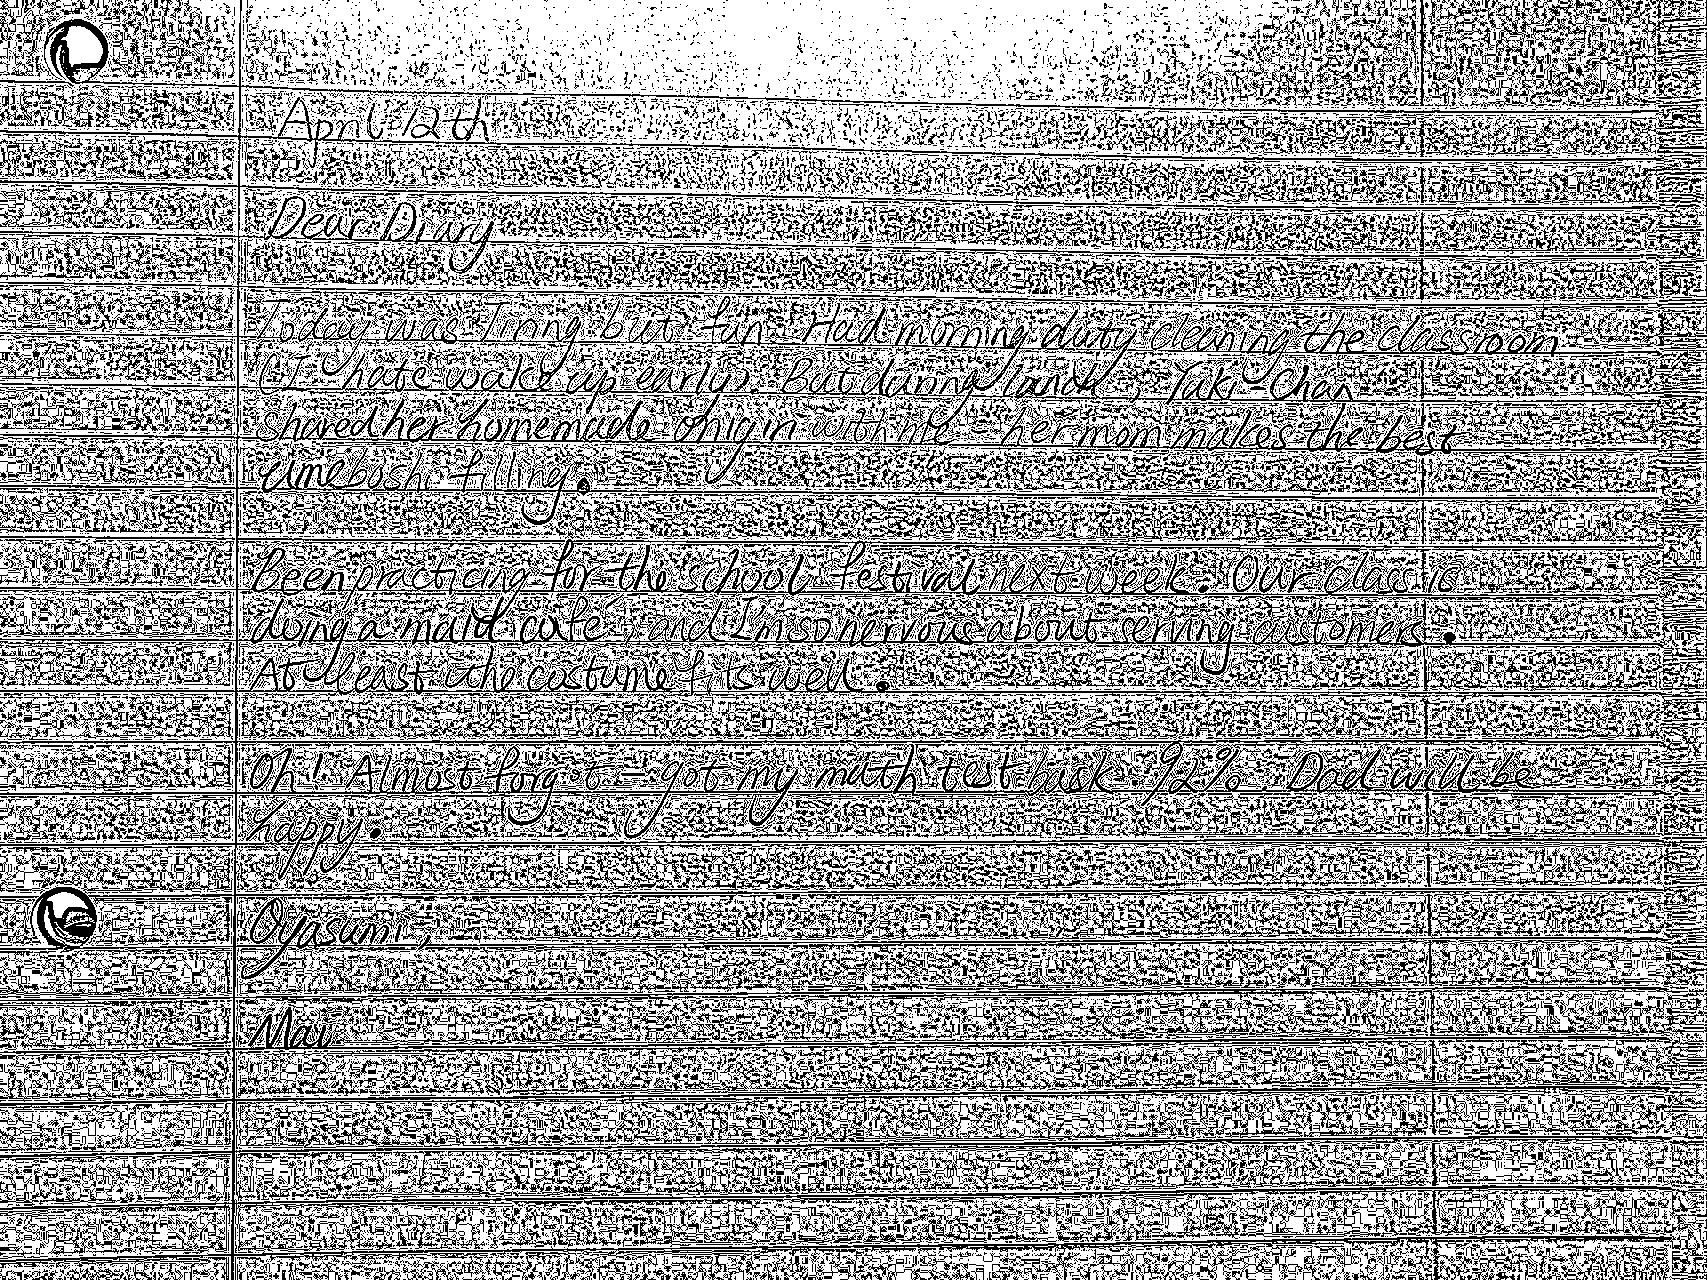 April 12th
Dear Diary
Today was Tiring but fun. Had morning duty cleaning the classroom
(I hate wake up early). But during lunch, Yuki-Chan
shared her homemade onigiri with me - her mom makes the best
umeboshi filling.
Been practicing for the school festival next week. Our class is
doing a maid café, and I'm so nervous about serving customers.
At least the costume fits well.
Oh! Almost forgot - got my math test back 92%. Dad will be
happy.
Oyasumi,
Mai